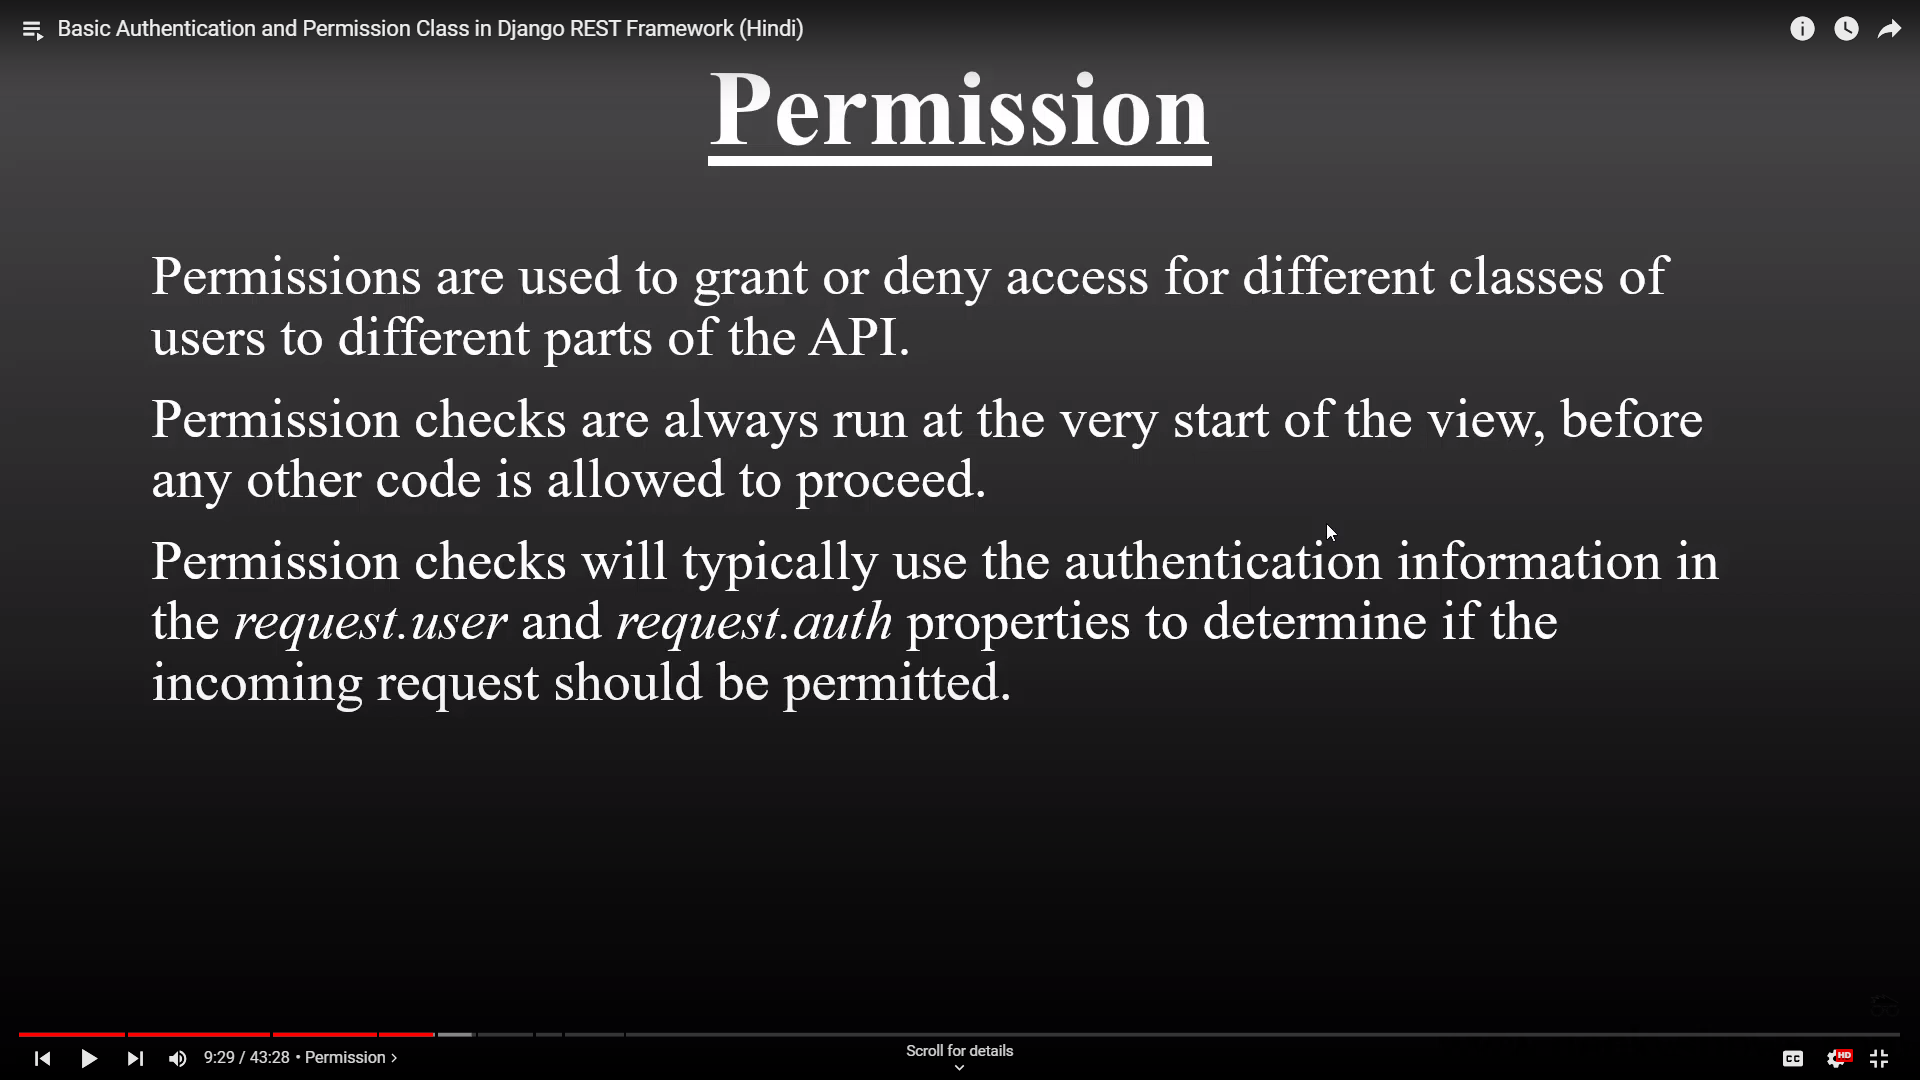 Basic Authentication and Permission Class in Django REST Framework (Hindi)
Permission
Permissions are used to grant or deny access for different classes of
users to different parts of the API.
Permission checks are always run at the very start of the view, before
any other code is allowed to proceed.
Permission checks will typically use the authentication information in
the request.user and request.auth properties to determine if the
incoming request should be permitted.
Scroll for details
9:29 / 43:28 • Permission >
CC
HD